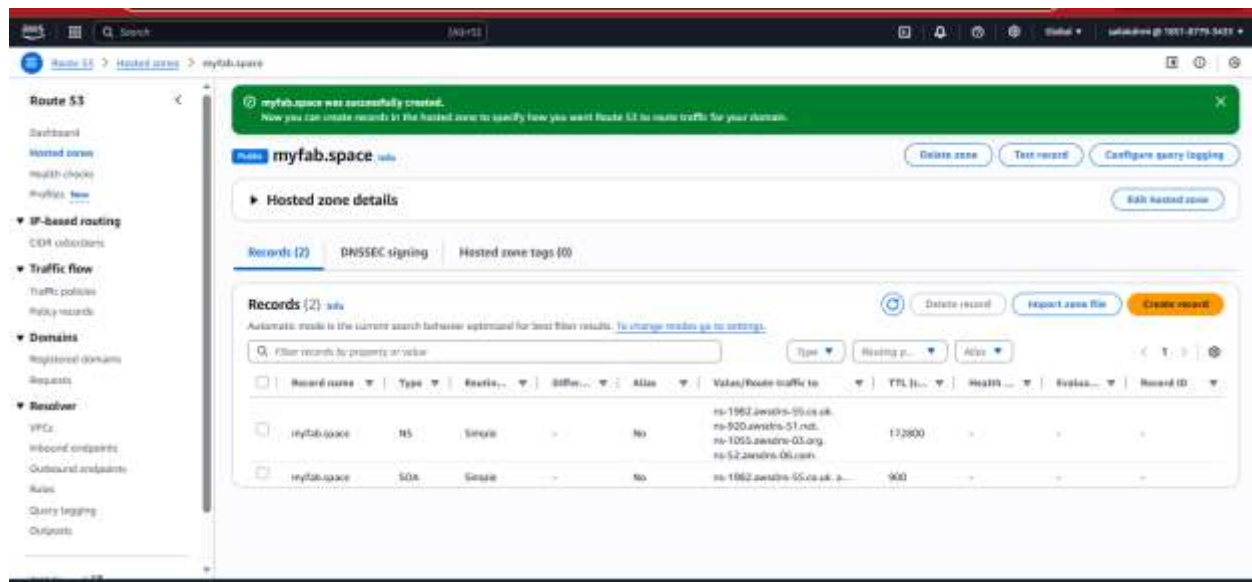 aws
Search
[Alt+S]
Global
Route 53 > Hosted zones > myfab.space
Route 53
Dashboard
Hosted zones
Health checks
Profiles New
IP-based routing
CIDR collections
Traffic flow
Traffic policies
Policy records
Domains
Registered domains
Requests
Resolver
VPCs
Inbound endpoints
Outbound endpoints
Rules
Query logging
Outposts
myfab.space was successfully created.
Now you can create records in the hosted zone to specify how you want Route 53 to route traffic for your domain.
Public myfab.space Info
Delete zone
Test record
Configure query logging
Hosted zone details
Edit hosted zone
Records (2)
DNSSEC signing
Hosted zone tags (0)
Records (2) Info
Delete record
Import zone file
Create record
Automatic mode is the current search behavior optimized for best filter results. To change modes go to settings.
Filter records by property or value
Type
Routing p...
Alias
1
Record name Type Routin... Differ... Alias Value/Route traffic to TTL (s... Health ... Evalua... Record ID
myfab.space NS Simple - No ns-1982.awsdns-55.co.uk. 172800 - - -
ns-920.awsdns-51.net.
ns-1055.awsdns-03.org.
ns-52.awsdns-06.com.
myfab.space SOA Simple - No ns-1982.awsdns-55.co.uk. a... 900 - - -